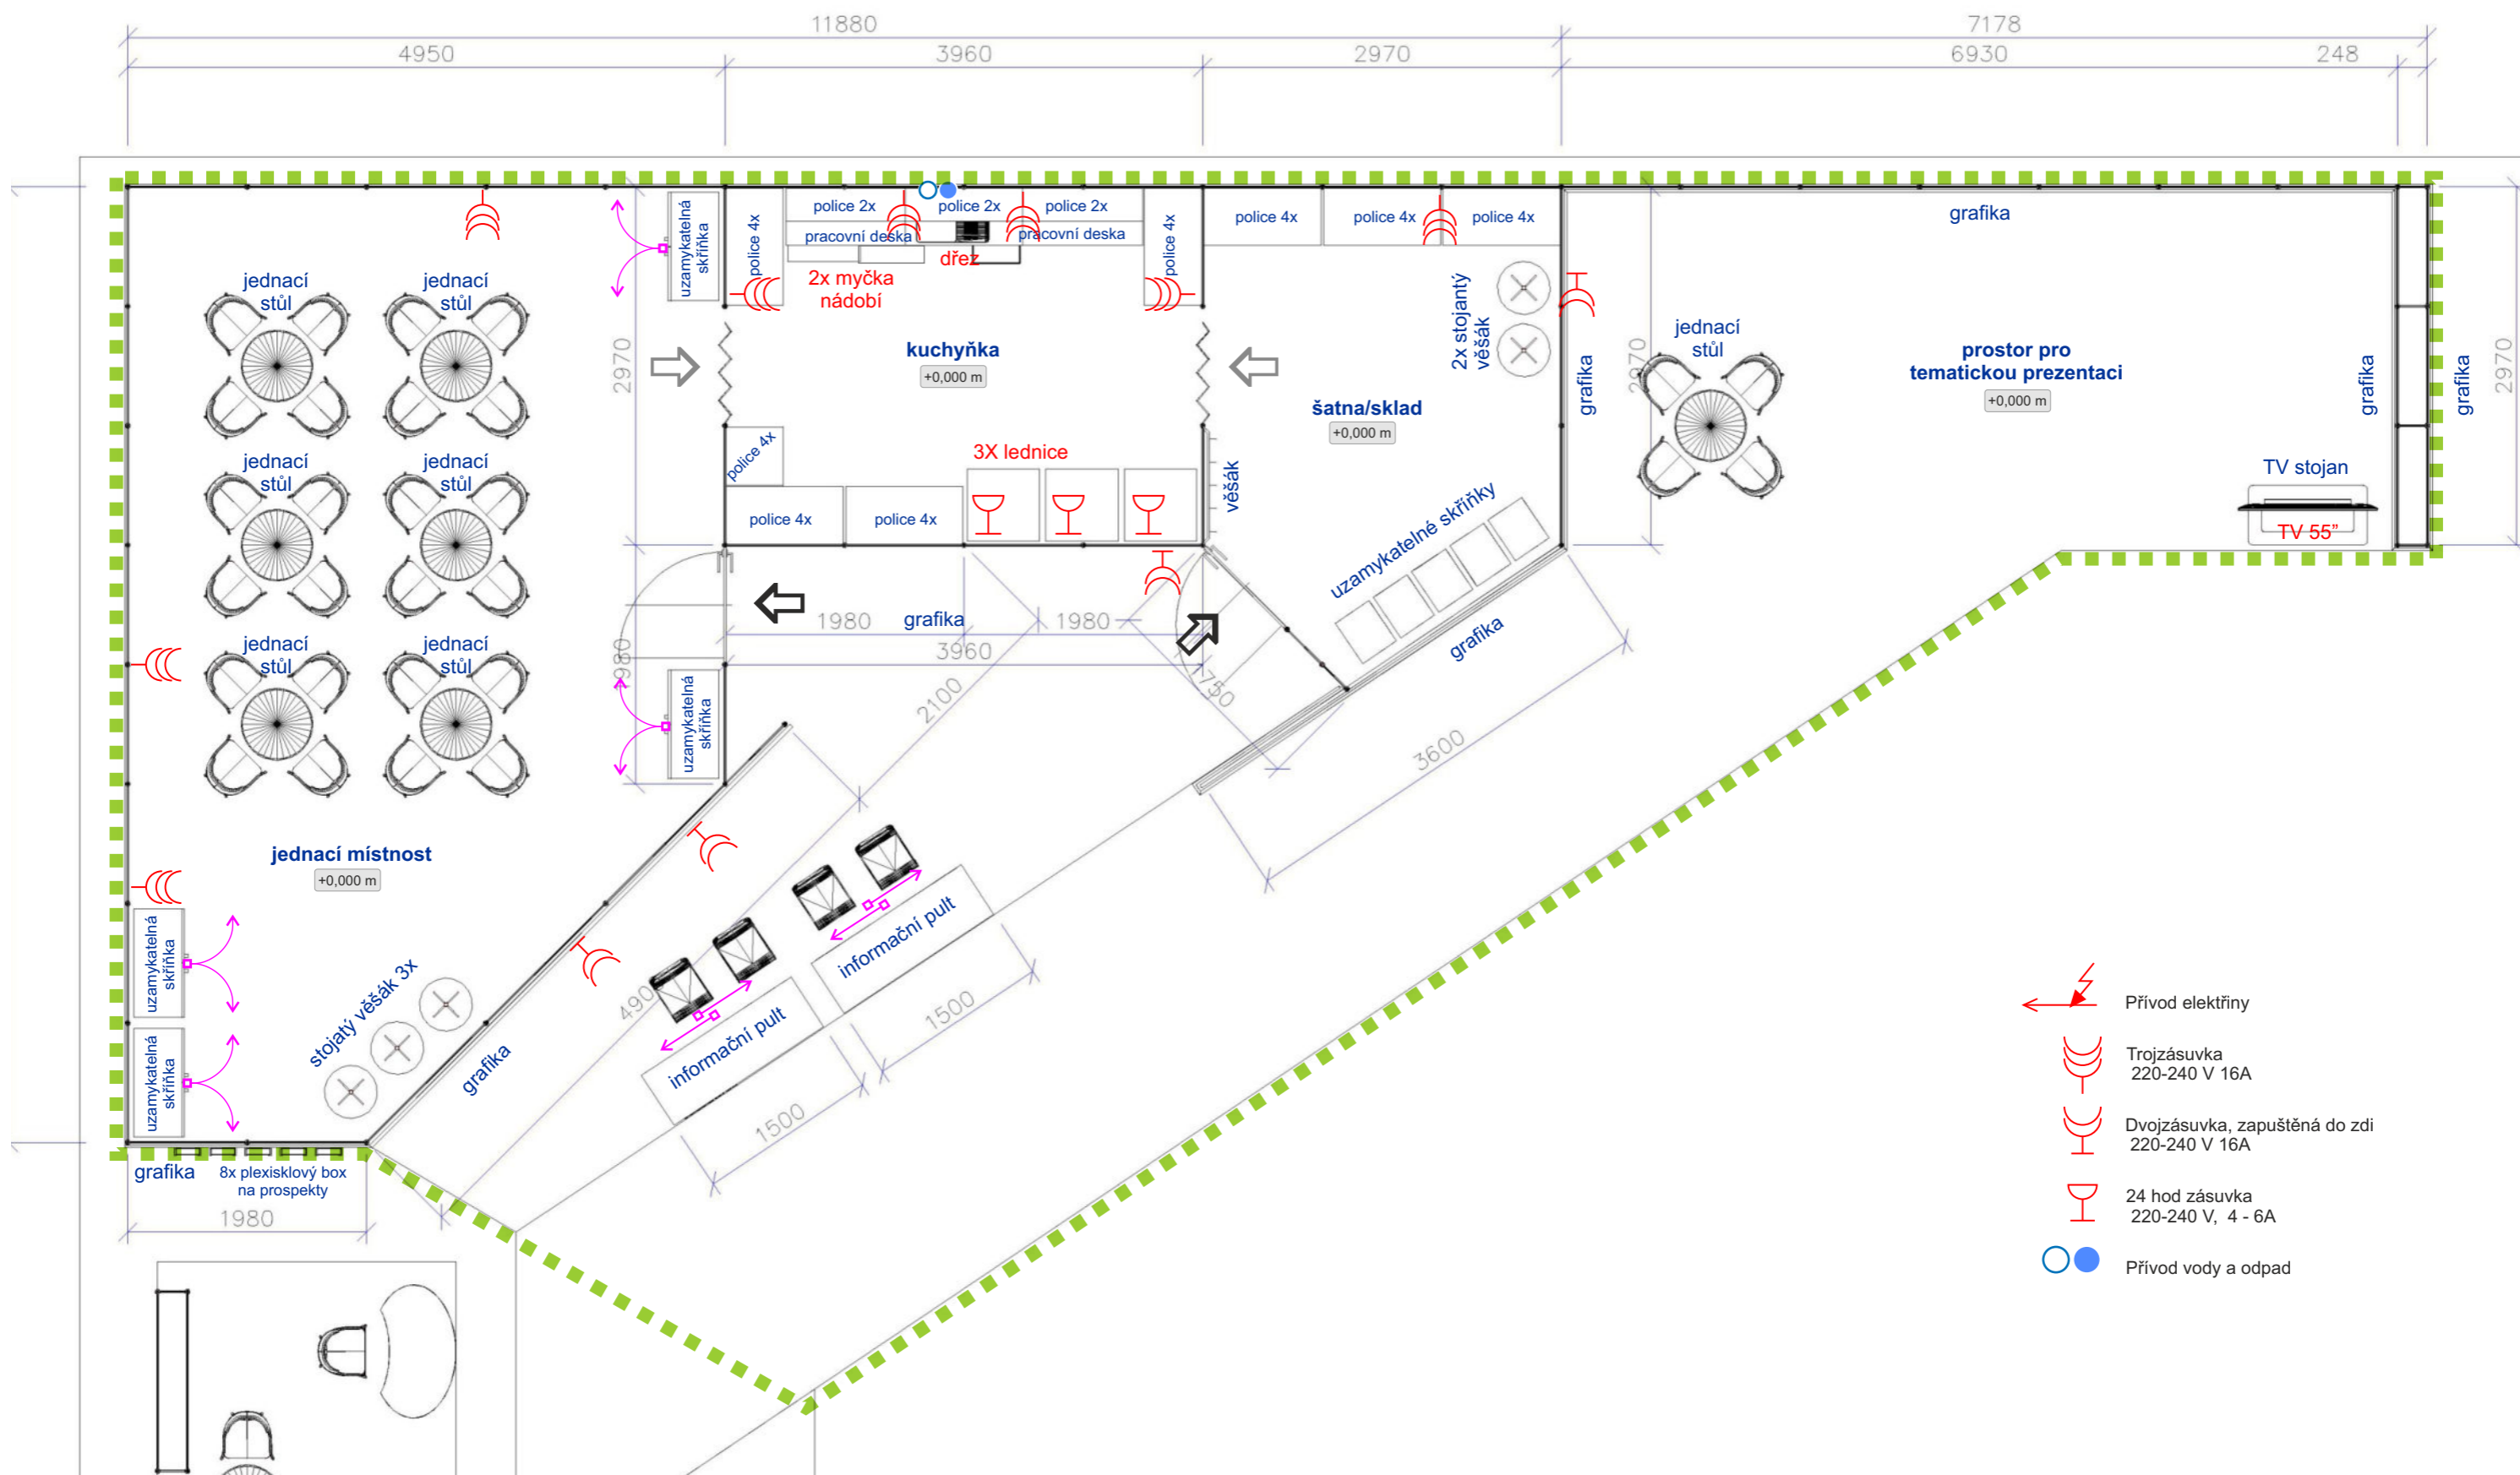 11880
7178
4950
3960
2970
6930
248
uzamykatelná
skříňka
police 4x
police 2x
police 2x
police 2x
pracovní deska
pracovní deska
police 4x
police 4x
police 4x
police 4x
grafika
dřez
2x myčka
nádobí
jednací
stůl
jednací
stůl
2970
kuchyňka
+0,000 m
2x stojantý
věšák
šatna/sklad
+0,000 m
grafika
2970
jednací
stůl
prostor pro
tematickou prezentaci
+0,000 m
grafika
grafika
2970
jednací
stůl
jednací
stůl
police 4x
3X lednice
police 4x
police 4x
věšák
uzamykatelné skříňky
TV stojan
TV 55”
1980
grafika
1980
3960
grafika
jednací
stůl
jednací
stůl
1980
uzamykatelná
skříňka
2100
1750
3600
jednací místnost
+0,000 m
uzamykatelná
skříňka
uzamykatelná
skříňka
stojatý věšák 3x
grafika
490
informační pult
informační pult
1500
1500
grafika
8x plexisklový box
na prospekty
1980
Přívod elektřiny
Trojzásuvka
220-240 V 16A
Dvojzásuvka, zapuštěná do zdi
220-240 V 16A
24 hod zásuvka
220-240 V, 4 - 6A
Přívod vody a odpad